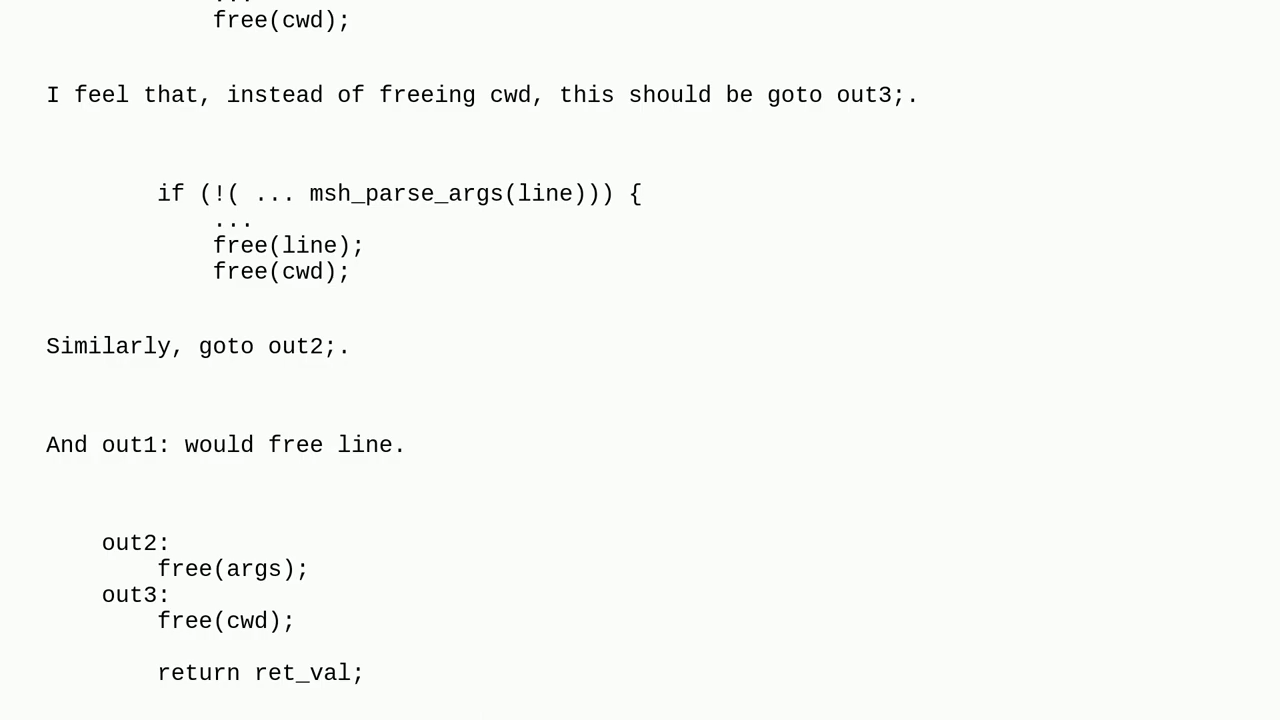 ...
free(cwd);
I feel that, instead of freeing cwd, this should be goto out3;.
if (!( ... msh_parse_args(line))) {
...
free(line);
free(cwd);
Similarly, goto out2;.
And out1: would free line.
out2:
free(args);
out3:
free(cwd);
return ret_val;